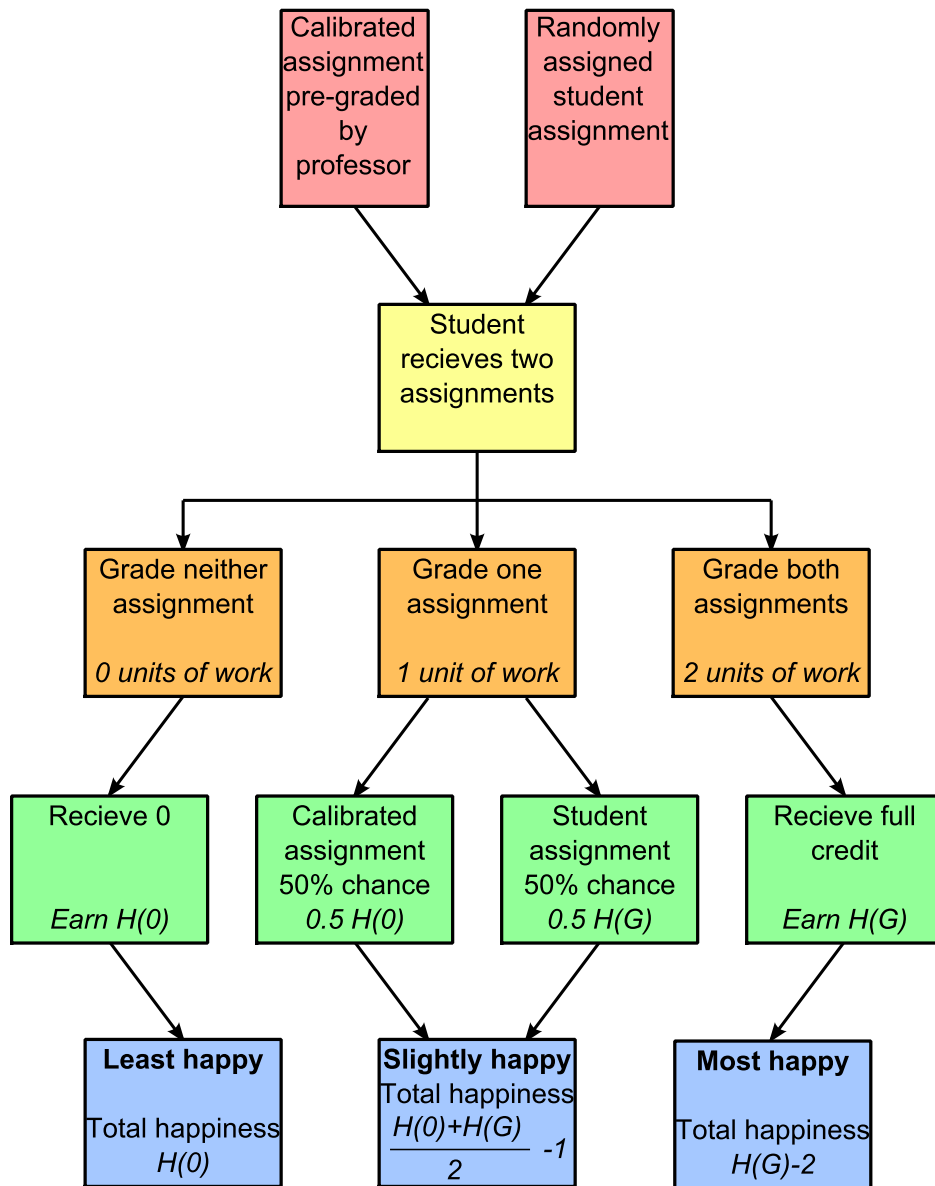 Calibrated
assignment
pre-graded
by
professor
Randomly
assigned
student
assignment
Student
recieves two
assignments
Grade neither
assignment
0 units of work
Grade one
assignment
1 unit of work
Grade both
assignments
2 units of work
Recieve 0
Earn H(0)
Calibrated
assignment
50% chance
0.5 H(0)
Student
assignment
50% chance
0.5 H(G)
Recieve full
credit
Earn H(G)
Least happy
Total happiness
H(0)
Slightly happy
Total happiness
H(0)+H(G)
2 -1
Most happy
Total happiness
H(G)-2